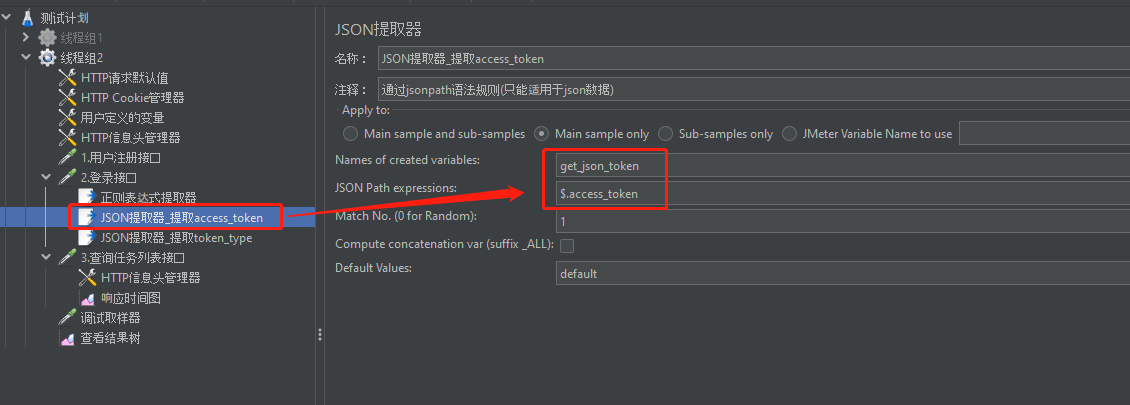 测试计划
线程组1
线程组2
HTTP请求默认值
HTTP Cookie管理器
用户定义的变量
HTTP信息头管理器
1.用户注册接口
2.登录接口
正则表达式提取器
JSON提取器_提取access_token
JSON提取器_提取token_type
3.查询任务列表接口
HTTP信息头管理器
响应时间图
调试取样器
查看结果树
JSON提取器
名称： JSON提取器_提取access_token
注释： 通过jsonpath语法规则(只能适用于json数据)
Apply to:
Main sample and sub-samples Main sample only Sub-samples only JMeter Variable Name to use
Names of created variables: get_json_token
JSON Path expressions: $.access_token
Match No. (0 for Random): 1
Compute concatenation var (suffix _ALL):
Default Values: default